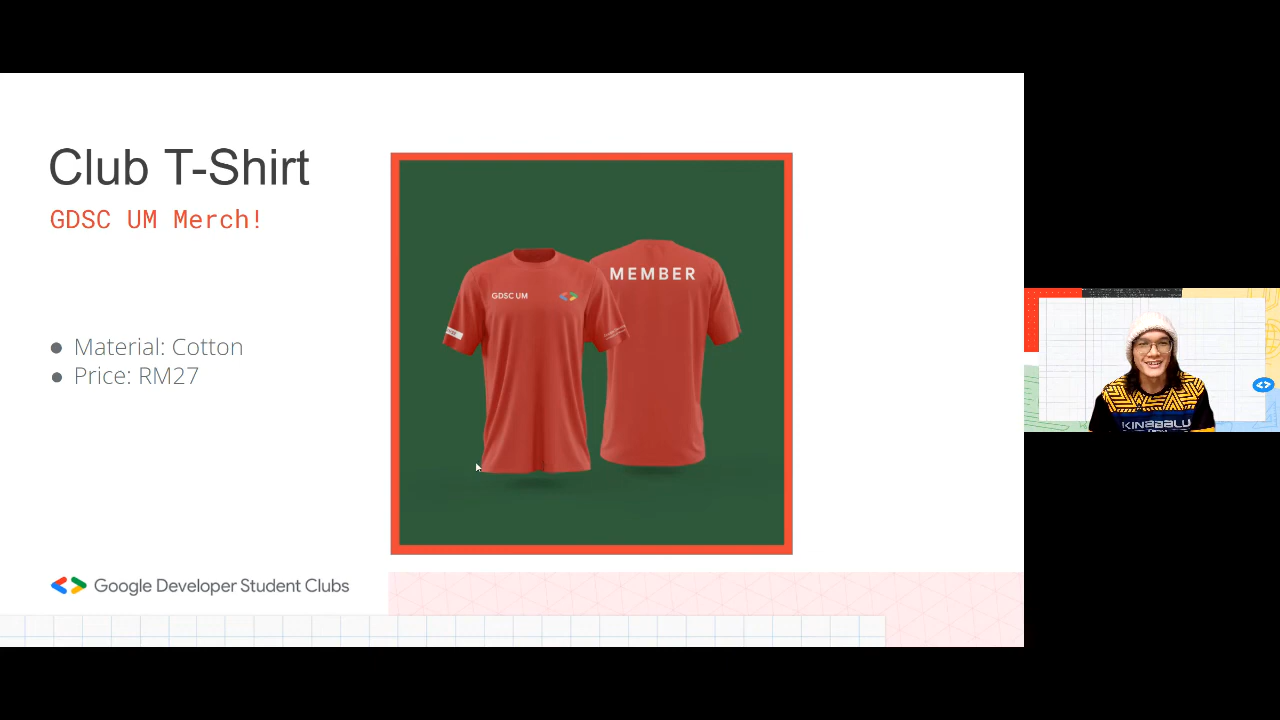 Club T-Shirt
GDSC UM Merch!
● Material: Cotton
● Price: RM27
GDSC UM
MEMBER
Google Developer Student Clubs
KINABALU